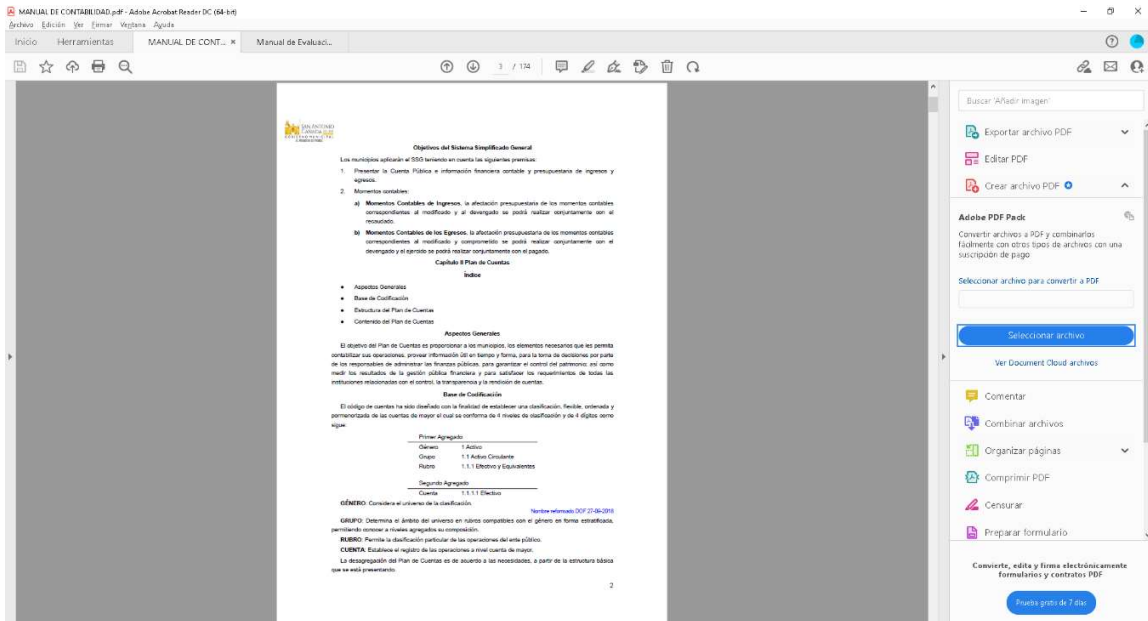 MANUAL DE CONTABILIDAD.pdf - Adobe Acrobat Reader DC (64-bit)
Archivo Edición Ver Firmar Ventana Ayuda
Inicio Herramientas MANUAL DE CONT... × Manual de Evaluaci...
3 / 174
SAN ANTONIO
Objetivos del Sistema Simplificado General
Los municipios aplicarán el SSG teniendo en cuenta las siguientes premisas:
1. Presentar la Cuenta Pública e información financiera contable y presupuestaria de ingresos y
egresos.
2. Momentos contables:
a) Momentos Contables de Ingresos, la afectación presupuestaria de los momentos contables
correspondientes al modificado y al devengado se podrá realizar conjuntamente con el
recaudado.
b) Momentos Contables de los Egresos, la afectación presupuestaria de los momentos contables
correspondientes al modificado y comprometido se podrá realizar conjuntamente con el
devengado y el ejercido se podrá realizar conjuntamente con el pagado.
Capítulo II Plan de Cuentas
Índice
• Aspectos Generales
• Base de Codificación
• Estructura del Plan de Cuentas
• Contenido del Plan de Cuentas
Aspectos Generales
El objetivo del Plan de Cuentas es proporcionar a los municipios, los elementos necesarios que les permita
contabilizar sus operaciones, proveer información útil en tiempo y forma, para la toma de decisiones por parte
de los responsables de administrar las finanzas públicas, para garantizar el control del patrimonio; así como
medir los resultados de la gestión pública financiera y para satisfacer los requerimientos de todas las
instituciones relacionadas con el control, la transparencia y la rendición de cuentas.
Base de Codificación
El código de cuentas ha sido diseñado con la finalidad de establecer una clasificación, flexible, ordenada y
pormenorizada de las cuentas de mayor el cual se conforma de 4 niveles de clasificación y de 4 dígitos como
sigue:
Primer Agregado
Género 1 Activo
Grupo 1.1 Activo Circulante
Rubro 1.1.1 Efectivo y Equivalentes
Segundo Agregado
Cuenta 1.1.1.1 Efectivo
GÉNERO: Considera el universo de la clasificación.
Nombre reformado DOF 27-09-2018
GRUPO: Determina el ámbito del universo en rubros compatibles con el género en forma estratificada,
permitiendo conocer a niveles agregados su composición.
RUBRO: Permite la clasificación particular de las operaciones del ente público.
CUENTA: Establece el registro de las operaciones a nivel cuenta de mayor.
La desagregación del Plan de Cuentas es de acuerdo a las necesidades, a partir de la estructura básica
que se está presentando.
2
Buscar 'Añadir imagen'
Exportar archivo PDF
Editar PDF
Crear archivo PDF
Adobe PDF Pack
Convertir archivos a PDF y combinarlos
fácilmente con otros tipos de archivos con una
suscripción de pago
Seleccionar archivo para convertir a PDF
Seleccionar archivo
Ver Document Cloud archivos
Comentar
Combinar archivos
Organizar páginas
Comprimir PDF
Censurar
Preparar formulario
Convierte, edita y firma electrónicamente
formularios y contratos PDF
Prueba gratis de 7 días